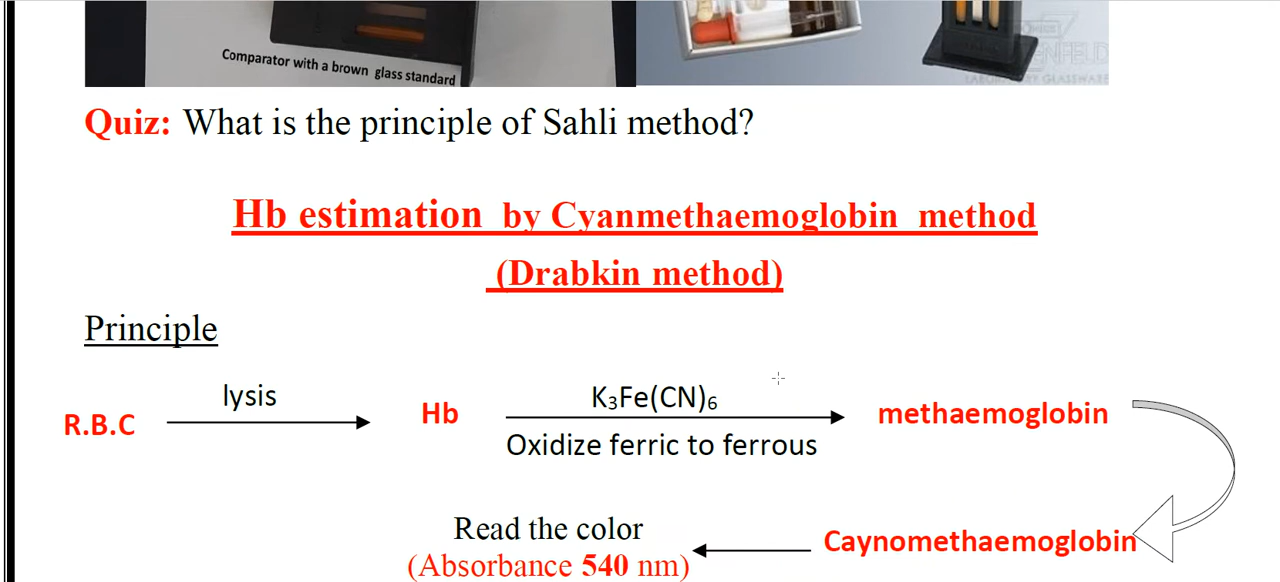 Comparator with a brown glass standard
LABORATORY GLASSWARE
Quiz: What is the principle of Sahli method?
Hb estimation by Cyanmethaemoglobin method
(Drabkin method)
Principle
R.B.C
lysis
Hb
K₃Fe(CN)₆
Oxidize ferric to ferrous
methaemoglobin
Caynomethaemoglobin
Read the color
(Absorbance 540 nm)